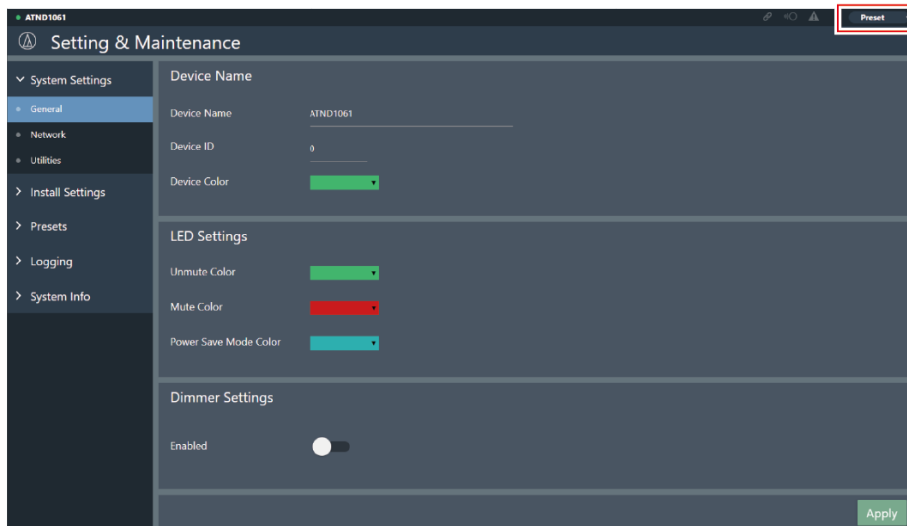 ATND1061
Preset
Setting & Maintenance
System Settings
General
Network
Utilities
Install Settings
Presets
Logging
System Info
Device Name
Device Name
ATND1061
Device ID
0
Device Color
LED Settings
Unmute Color
Mute Color
Power Save Mode Color
Dimmer Settings
Enabled
Apply